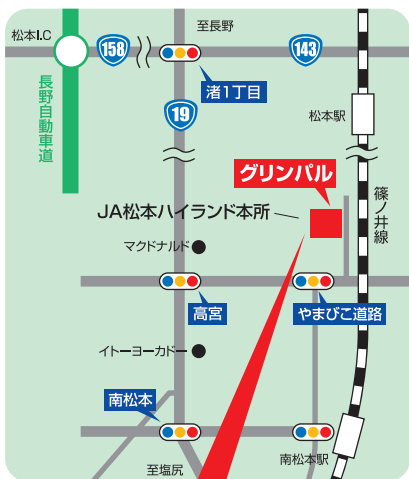 至長野
松本I.C
158
143
渚1丁目
長野自動車道
19
松本駅
グリンパル
篠ノ井線
JA松本ハイランド本所
マクドナルド
高宮
やまびこ道路
イトーヨーカドー
南松本
至塩尻
南松本駅